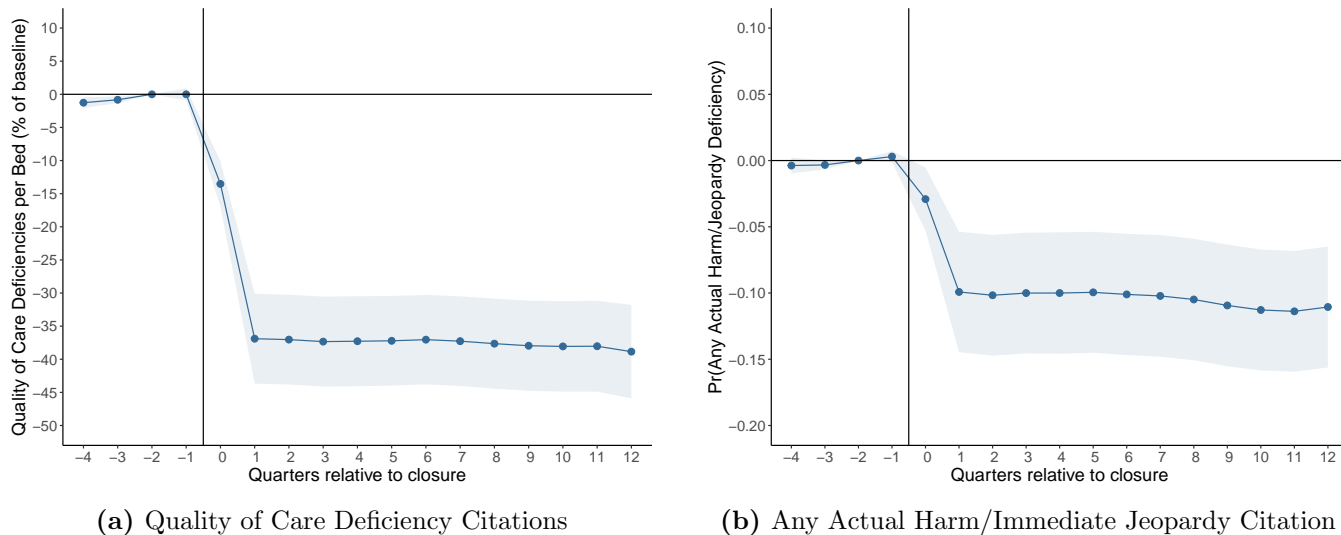 Quality of Care Deficiencies per Bed (% of baseline)
10
5
0
−5
−10
−15
−20
−25
−30
−35
−40
−45
−50
−4 −3 −2 −1 0 1 2 3 4 5 6 7 8 9 10 11 12
Quarters relative to closure
(a) Quality of Care Deficiency Citations
Pr(Any Actual Harm/Jeopardy Deficiency)
0.10
0.05
0.00
−0.05
−0.10
−0.15
−0.20
−4 −3 −2 −1 0 1 2 3 4 5 6 7 8 9 10 11 12
Quarters relative to closure
(b) Any Actual Harm/Immediate Jeopardy Citation